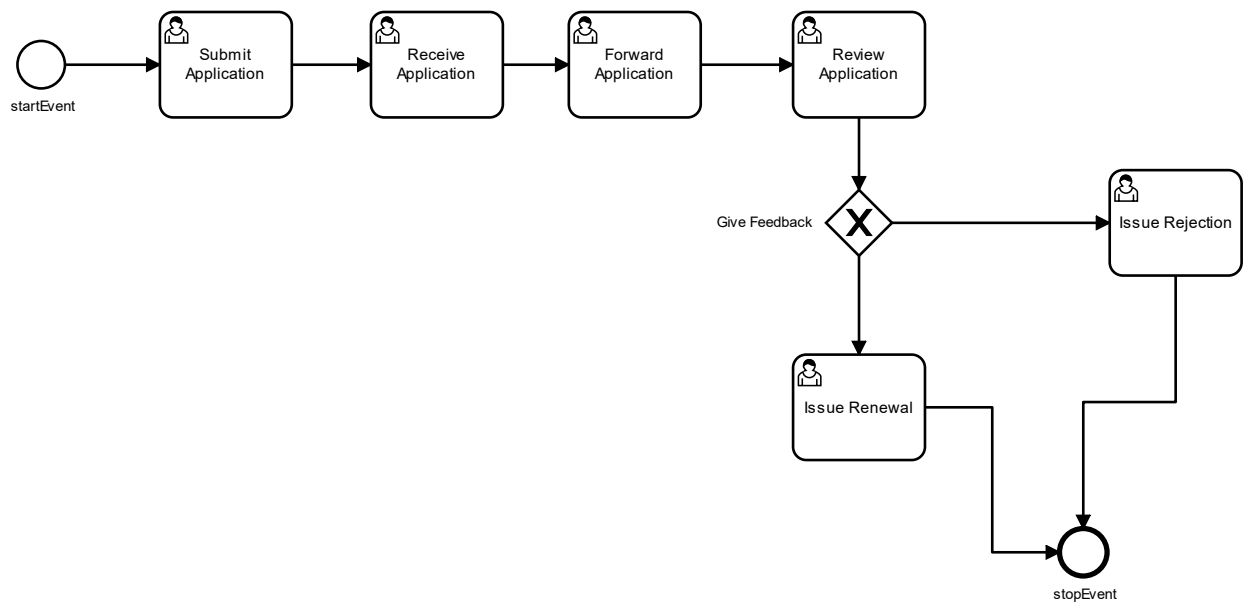 Submit
Application
Receive
Application
Forward
Application
Review
Application
startEvent
Give Feedback
Issue Rejection
Issue Renewal
stopEvent